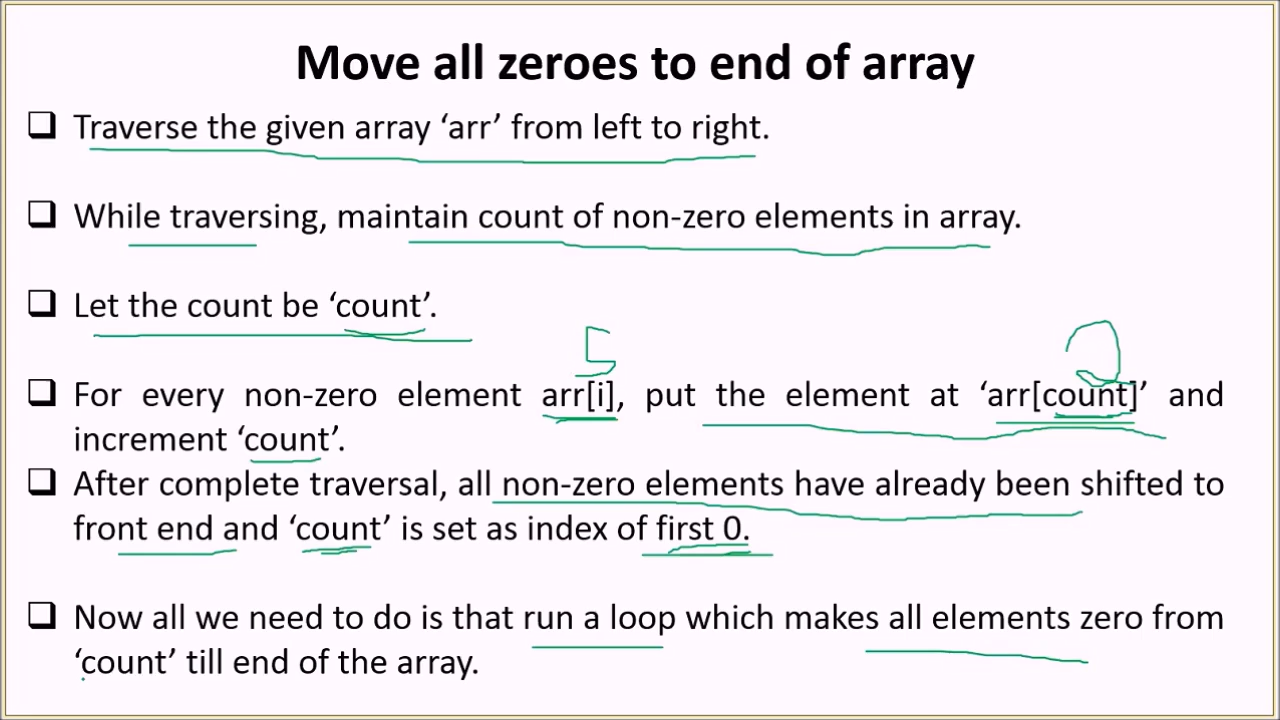 Move all zeroes to end of array
❑ Traverse the given array ‘arr’ from left to right.
❑ While traversing, maintain count of non-zero elements in array.
❑ Let the count be ‘count’.
5
❑ For every non-zero element arr[i], put the element at ‘arr[count]’ and
increment ‘count’.
❑ After complete traversal, all non-zero elements have already been shifted to
front end and ‘count’ is set as index of first 0.
❑ Now all we need to do is that run a loop which makes all elements zero from
‘count’ till end of the array.